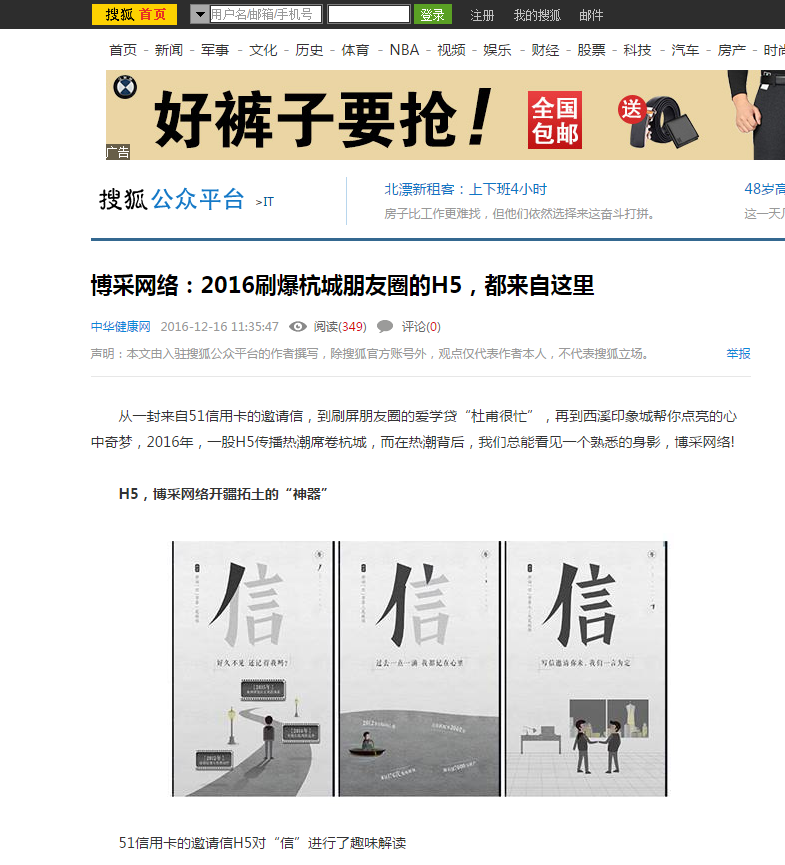 搜狐 首页 用户名/邮箱/手机号 登录 注册 我的搜狐 邮件
首页 - 新闻 - 军事 - 文化 - 历史 - 体育 - NBA - 视频 - 娱乐 - 财经 - 股票 - 科技 - 汽车 - 房产 - 时尚
好裤子要抢！ 全国包邮 送
广告
搜狐 公众平台 >IT
北漂新租客：上下班4小时 48岁高
房子比工作更难找，但他们依然选择来这奋斗打拼。 这一天几
博采网络：2016刷爆杭城朋友圈的H5，都来自这里
中华健康网 2016-12-16 11:35:47 阅读(349) 评论(0)
声明：本文由入驻搜狐公众平台的作者撰写，除搜狐官方账号外，观点仅代表作者本人，不代表搜狐立场。 举报
从一封来自51信用卡的邀请信，到刷屏朋友圈的爱学贷“杜甫很忙”，再到西溪印象城帮你点亮的心
中奇梦，2016年，一股H5传播热潮席卷杭城，而在热潮背后，我们总能看见一个熟悉的身影，博采网络!
H5，博采网络开疆拓土的“神器”
信 信 信
好久不见 还记得我吗？
过去一点一滴 我都记在心里
写信邀请你来，我们一言为定
51信用卡的邀请信H5对“信”进行了趣味解读